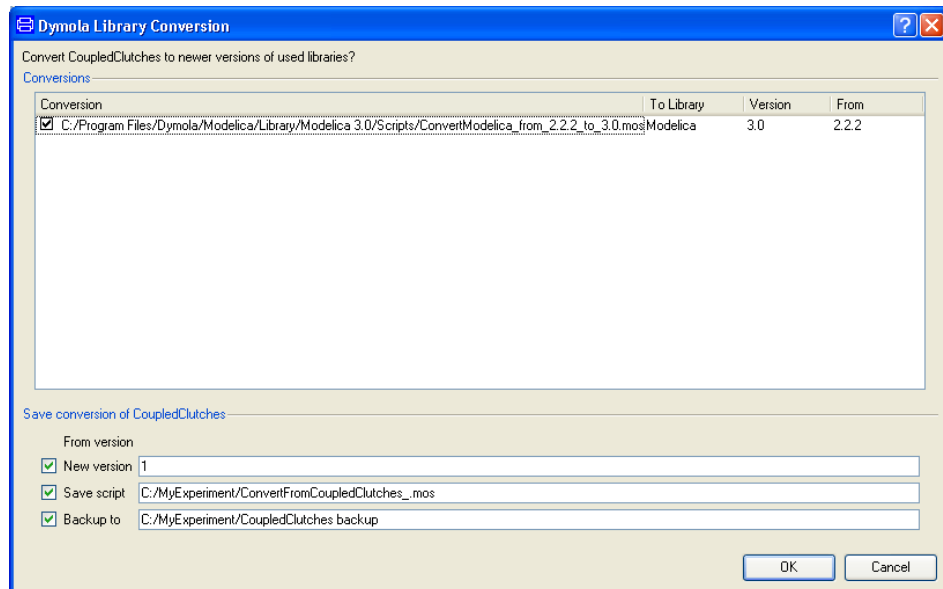 Dymola Library Conversion
Convert CoupledClutches to newer versions of used libraries?
Conversions
Conversion To Library Version From
C:/Program Files/Dymola/Modelica/Library/Modelica 3.0/Scripts/ConvertModelica_from_2.2.2_to_3.0.mos Modelica 3.0 2.2.2
Save conversion of CoupledClutches
From version
New version 1
Save script C:/MyExperiment/ConvertFromCoupledClutches_.mos
Backup to C:/MyExperiment/CoupledClutches backup
OK Cancel